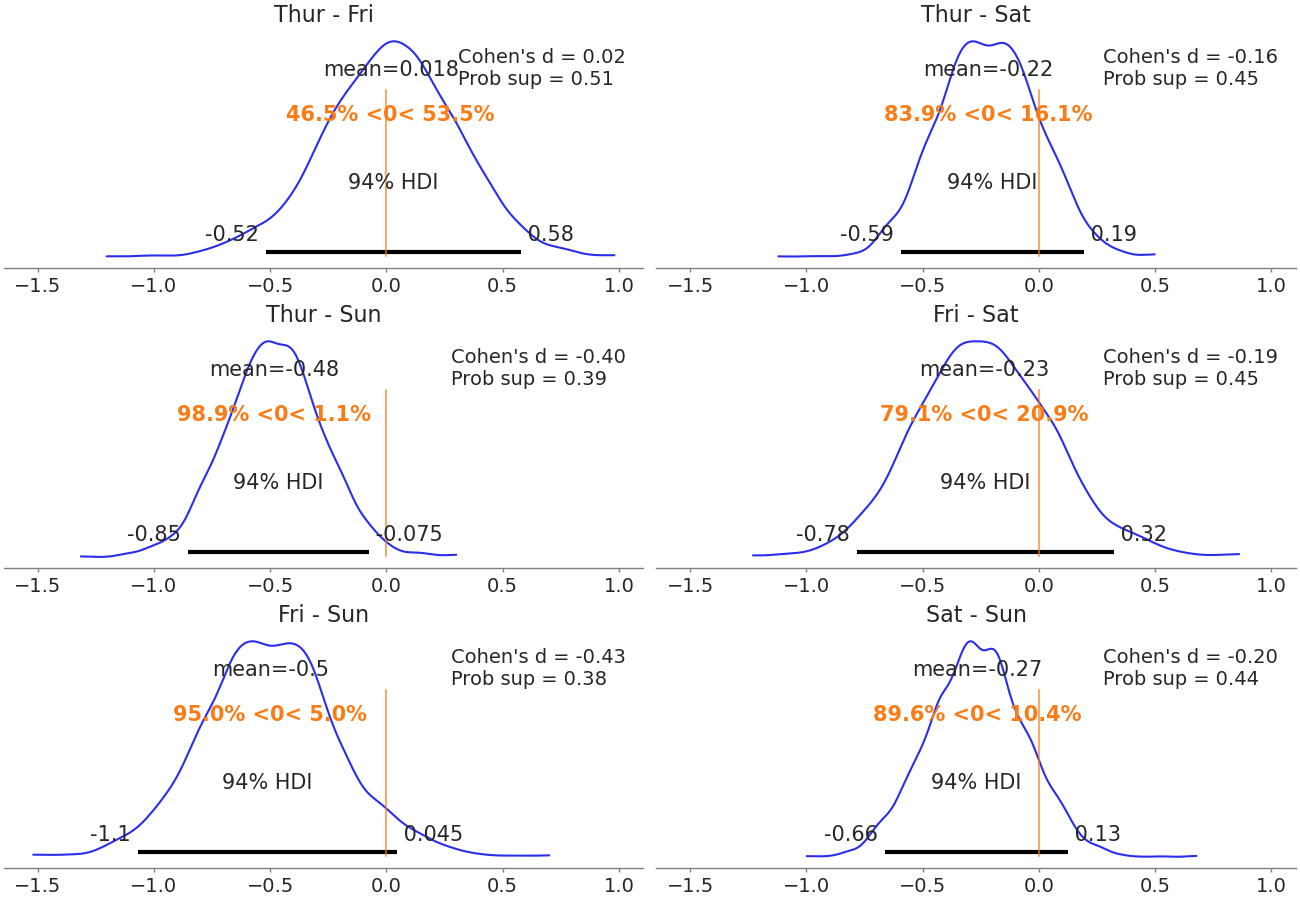 Thur - Fri
mean=0.018
Cohen's d = 0.02
Prob sup = 0.51
46.5% <0< 53.5%
94% HDI
-0.52
0.58
−1.5 −1.0 −0.5 0.0 0.5 1.0
Thur - Sat
mean=-0.22
Cohen's d = -0.16
Prob sup = 0.45
83.9% <0< 16.1%
94% HDI
-0.59
0.19
−1.5 −1.0 −0.5 0.0 0.5 1.0
Thur - Sun
mean=-0.48
Cohen's d = -0.40
Prob sup = 0.39
98.9% <0< 1.1%
94% HDI
-0.85
-0.075
−1.5 −1.0 −0.5 0.0 0.5 1.0
Fri - Sat
mean=-0.23
Cohen's d = -0.19
Prob sup = 0.45
79.1% <0< 20.9%
94% HDI
-0.78
0.32
−1.5 −1.0 −0.5 0.0 0.5 1.0
Fri - Sun
mean=-0.5
Cohen's d = -0.43
Prob sup = 0.38
95.0% <0< 5.0%
94% HDI
-1.1
0.045
−1.5 −1.0 −0.5 0.0 0.5 1.0
Sat - Sun
mean=-0.27
Cohen's d = -0.20
Prob sup = 0.44
89.6% <0< 10.4%
94% HDI
-0.66
0.13
−1.5 −1.0 −0.5 0.0 0.5 1.0